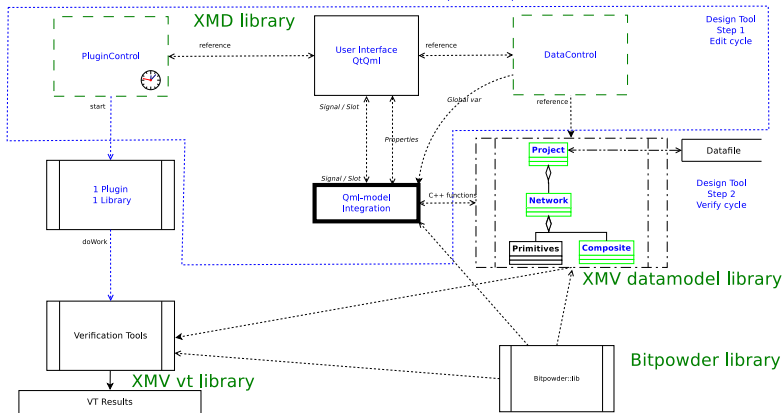 XMD library
Design Tool
Step 1
Edit cycle
PluginControl
reference
User Interface
QtQml
reference
DataControl
start
Signal / Slot
Properties
Global var
reference
Project
Datafile
1 Plugin
1 Library
Signal / Slot
Qml-model
Integration
C++ functions
Network
Design Tool
Step 2
Verify cycle
doWork
Primitives
Composite
XMV datamodel library
Verification Tools
XMV vt library
Bitpowder::lib
Bitpowder library
VT Results